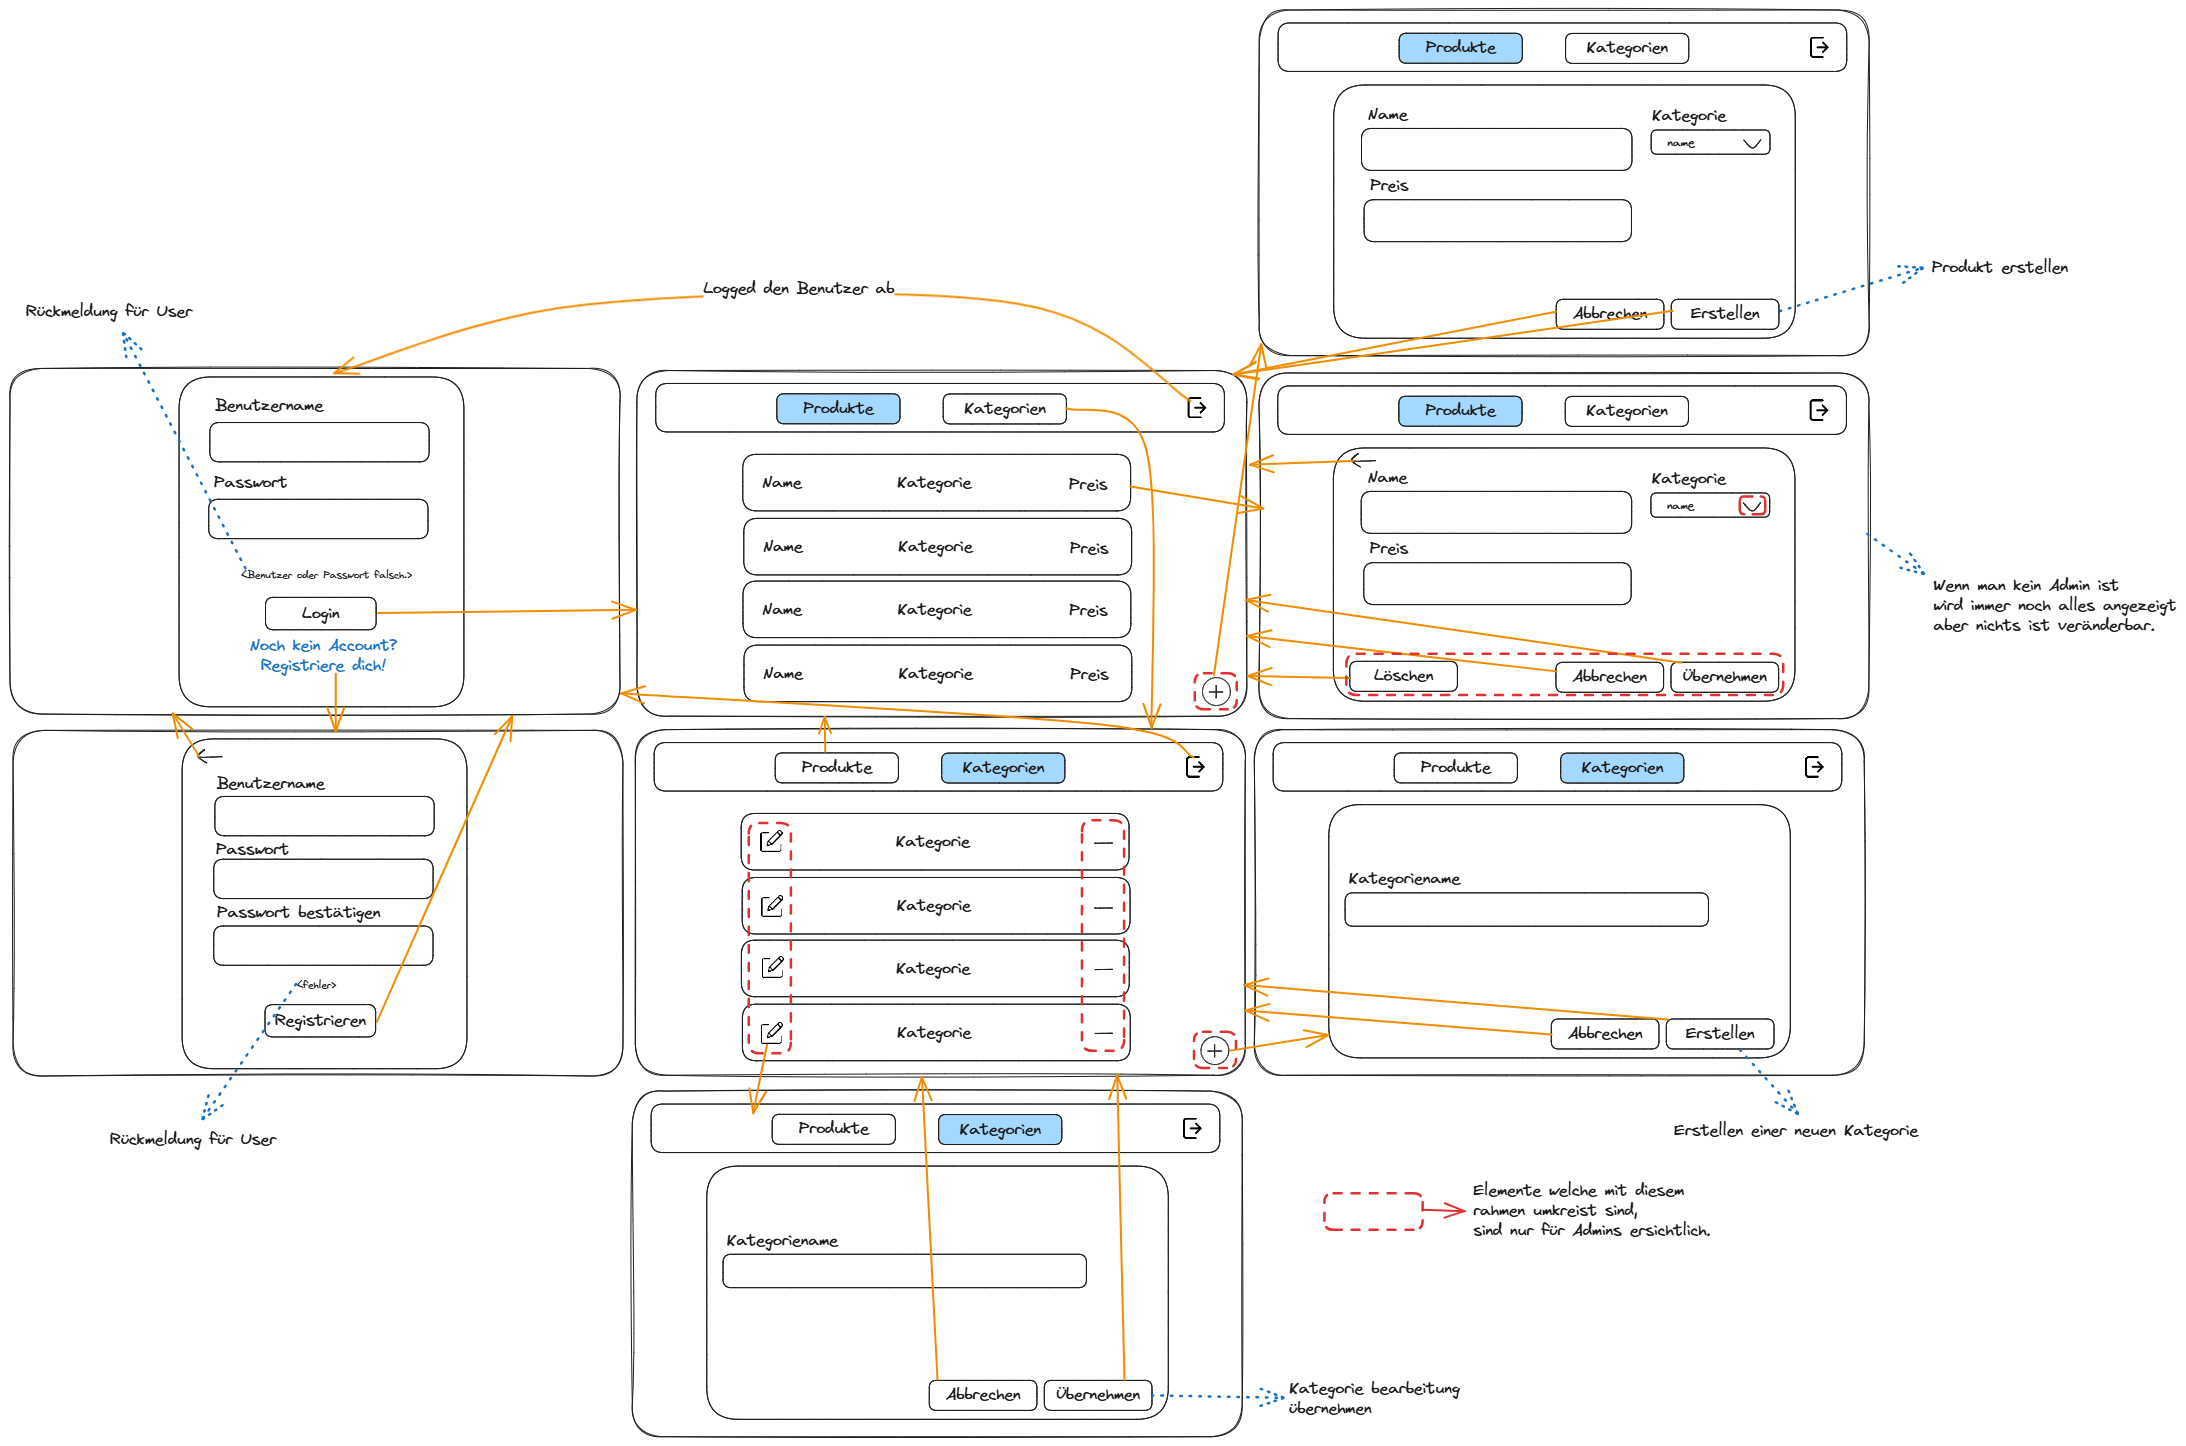 Produkte
Kategorien
Name
Kategorie
name
Preis
Abbrechen
Erstellen
Produkt erstellen
Logged den Benutzer ab
Rückmeldung für User
Benutzername
Passwort
<Benutzer oder Passwort falsch.>
Login
Noch kein Account?
Registriere dich!
Produkte
Kategorien
Name Kategorie Preis
Name Kategorie Preis
Name Kategorie Preis
Name Kategorie Preis
Produkte
Kategorien
Name
Kategorie
name
Preis
Löschen
Abbrechen
Übernehmen
Wenn man kein Admin ist
wird immer noch alles angezeigt
aber nichts ist veränderbar.
Benutzername
Passwort
Passwort bestätigen
<fehler>
Registrieren
Rückmeldung für User
Produkte
Kategorien
Kategorie
Kategorie
Kategorie
Kategorie
Produkte
Kategorien
Kategoriename
Abbrechen
Erstellen
Erstellen einer neuen Kategorie
Produkte
Kategorien
Kategoriename
Abbrechen
Übernehmen
Kategorie bearbeitung
übernehmen
Elemente welche mit diesem
rahmen umkreist sind,
sind nur für Admins ersichtlich.